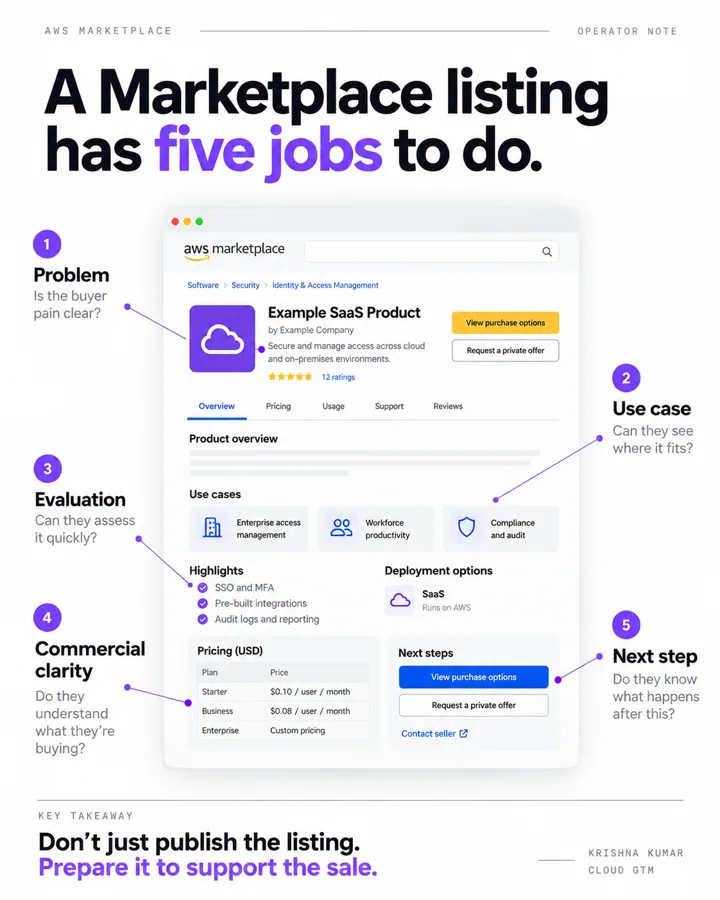 AWS MARKETPLACE
OPERATOR NOTE
A Marketplace listing
has five jobs to do.
1
Problem
Is the buyer
pain clear?
2
Use case
Can they see
where it fits?
3
Evaluation
Can they assess
it quickly?
4
Commercial
clarity
Do they
understand
what they're
buying?
5
Next step
Do they know
what happens
after this?
aws marketplace
Software > Security > Identity & Access Management
Example SaaS Product
by Example Company
Secure and manage access across cloud
and on-premises environments.
12 ratings
View purchase options
Request a private offer
Overview Pricing Usage Support Reviews
Product overview
Use cases
Enterprise access
management
Workforce
productivity
Compliance
and audit
Highlights
SSO and MFA
Pre-built integrations
Audit logs and reporting
Deployment options
SaaS
Runs on AWS
Pricing (USD)
Plan Price
Starter $0.10 / user / month
Business $0.08 / user / month
Enterprise Custom pricing
Next steps
View purchase options
Request a private offer
Contact seller
KEY TAKEAWAY
Don't just publish the listing.
Prepare it to support the sale.
KRISHNA KUMAR
CLOUD GTM